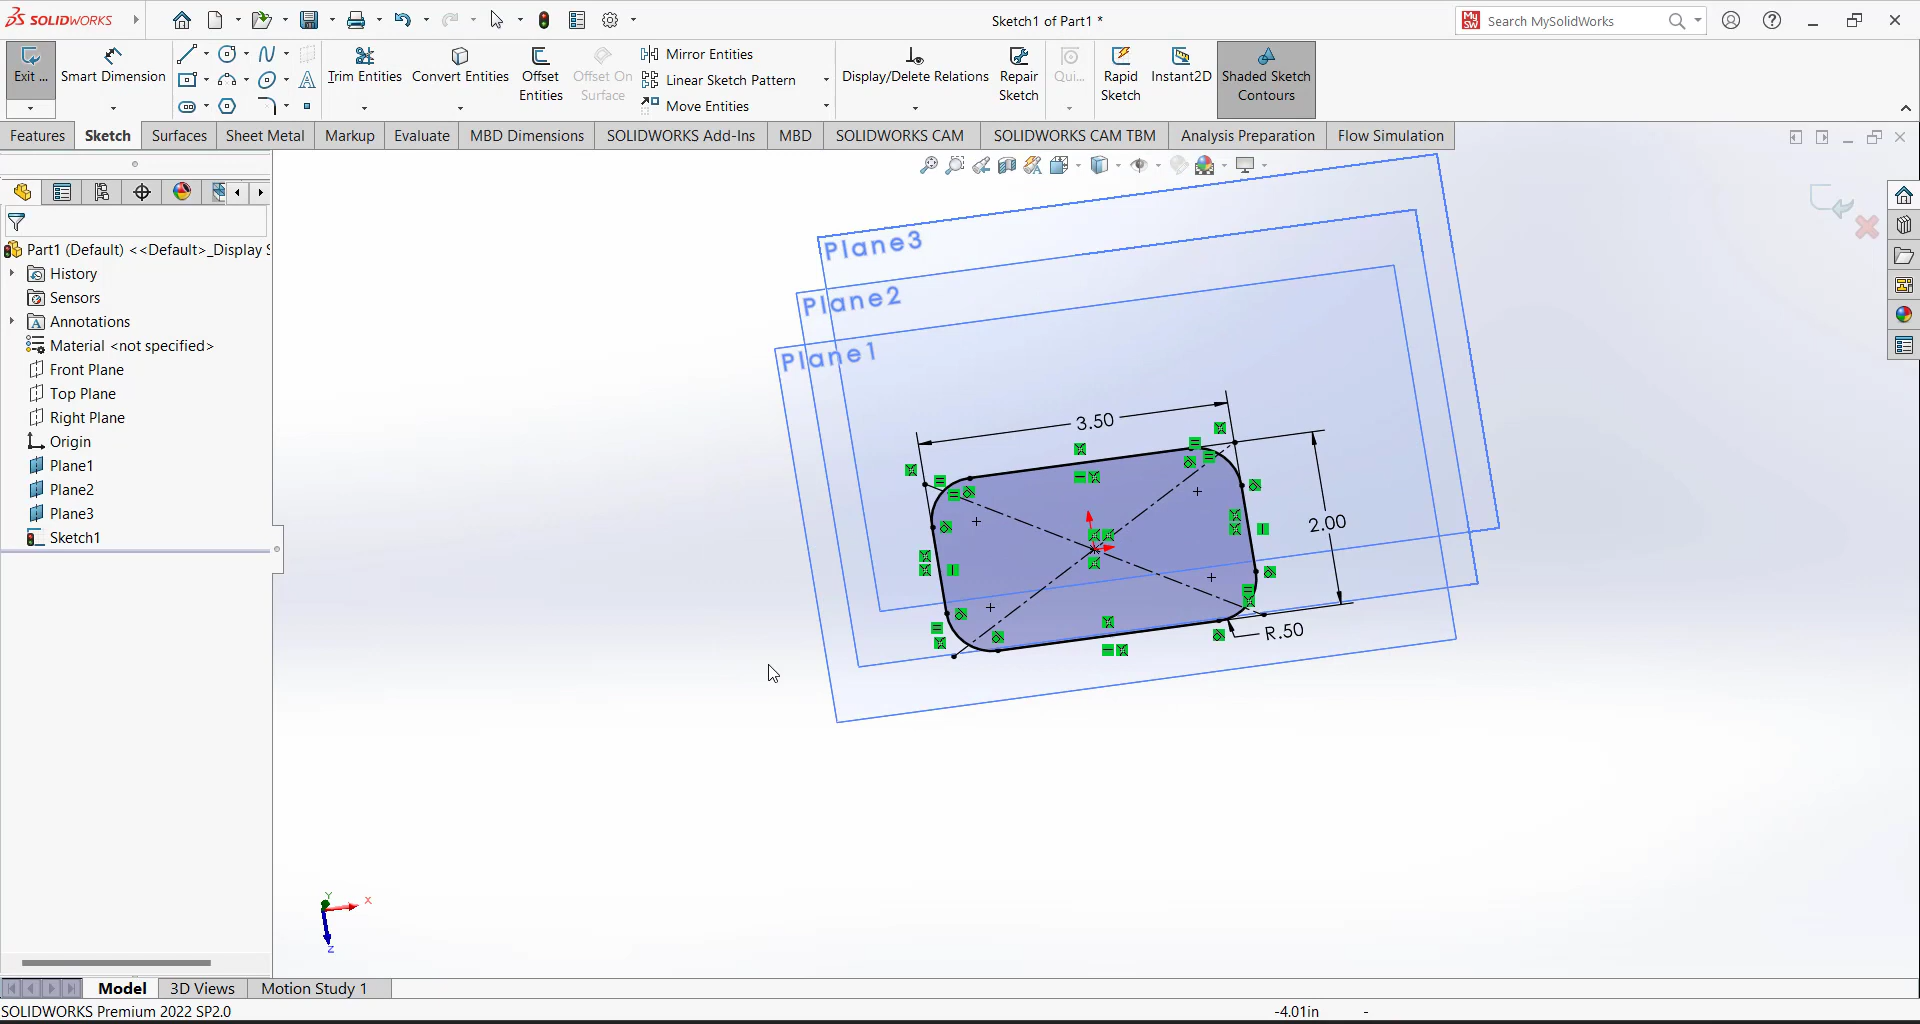 SOLIDWORKS
Sketch1 of Part1 *
Search MySolidWorks
Exit ...
Smart Dimension
Trim Entities
Convert Entities
Offset
Entities
Offset On
Surface
Mirror Entities
Linear Sketch Pattern
Move Entities
Display/Delete Relations
Repair
Sketch
Qui...
Rapid
Sketch
Instant2D
Shaded Sketch
Contours
Features
Sketch
Surfaces
Sheet Metal
Markup
Evaluate
MBD Dimensions
SOLIDWORKS Add-Ins
MBD
SOLIDWORKS CAM
SOLIDWORKS CAM TBM
Analysis Preparation
Flow Simulation
Part1 (Default) <<Default>_Display S
History
Sensors
Annotations
Material <not specified>
Front Plane
Top Plane
Right Plane
Origin
Plane1
Plane2
Plane3
Sketch1
Plane3
Plane2
Plane1
3.50
2.00
R.50
Y
X
Z
Model
3D Views
Motion Study 1
SOLIDWORKS Premium 2022 SP2.0
-4.01in
-